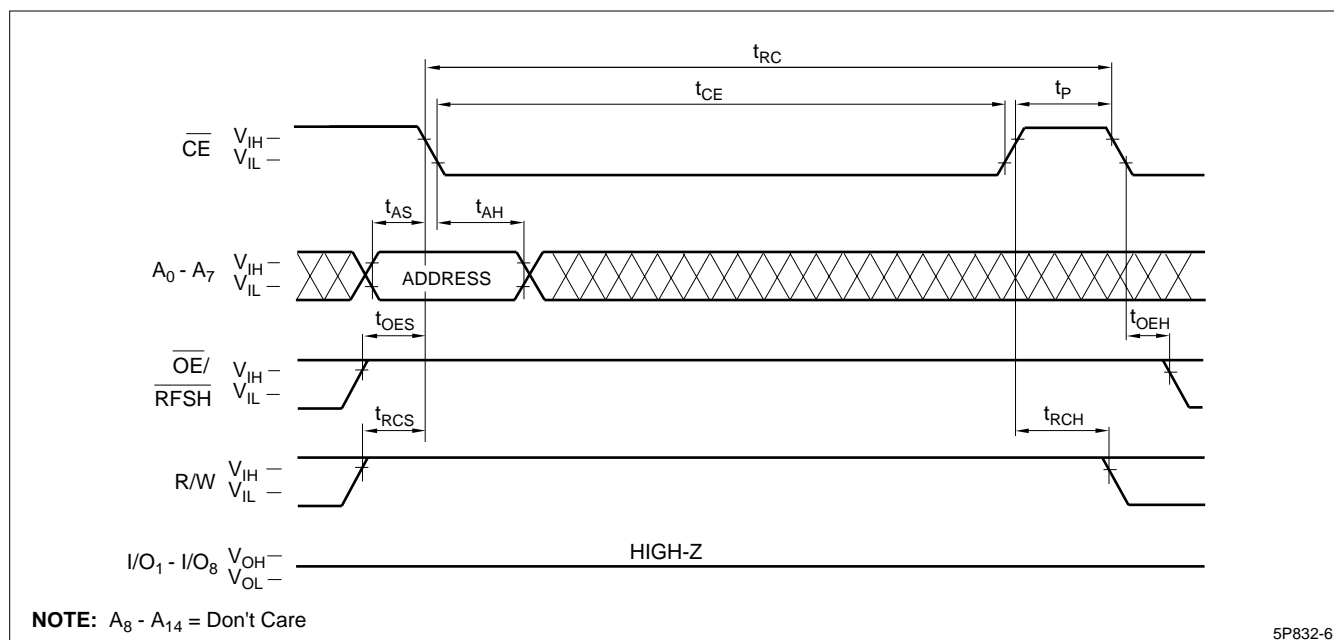 tRC
tCE
tP
CE
VIH
VIL
tAS
tAH
A0 - A7
VIH
VIL
ADDRESS
tOES
tOEH
OE/
RFSH
VIH
VIL
tRCS
tRCH
R/W
VIH
VIL
I/O1 - I/O8
VOH
VOL
HIGH-Z
NOTE: A8 - A14 = Don't Care
5P832-6